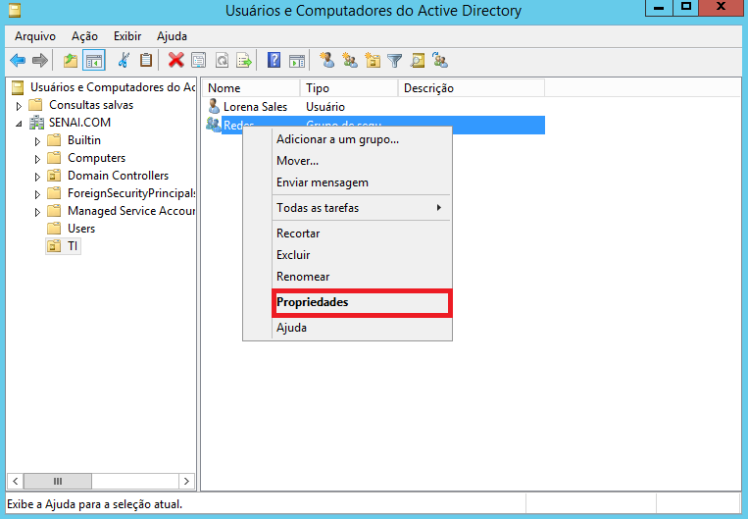 Usuários e Computadores do Active Directory
Arquivo Ação Exibir Ajuda
Usuários e Computadores do Ac
Consultas salvas
SENAI.COM
Builtin
Computers
Domain Controllers
ForeignSecurityPrincipals
Managed Service Accour
Users
TI
Nome Tipo Descrição
Lorena Sales Usuário
Redes Grupo de segu
Adicionar a um grupo...
Mover...
Enviar mensagem
Todas as tarefas
Recortar
Excluir
Renomear
Propriedades
Ajuda
Exibe a Ajuda para a seleção atual.